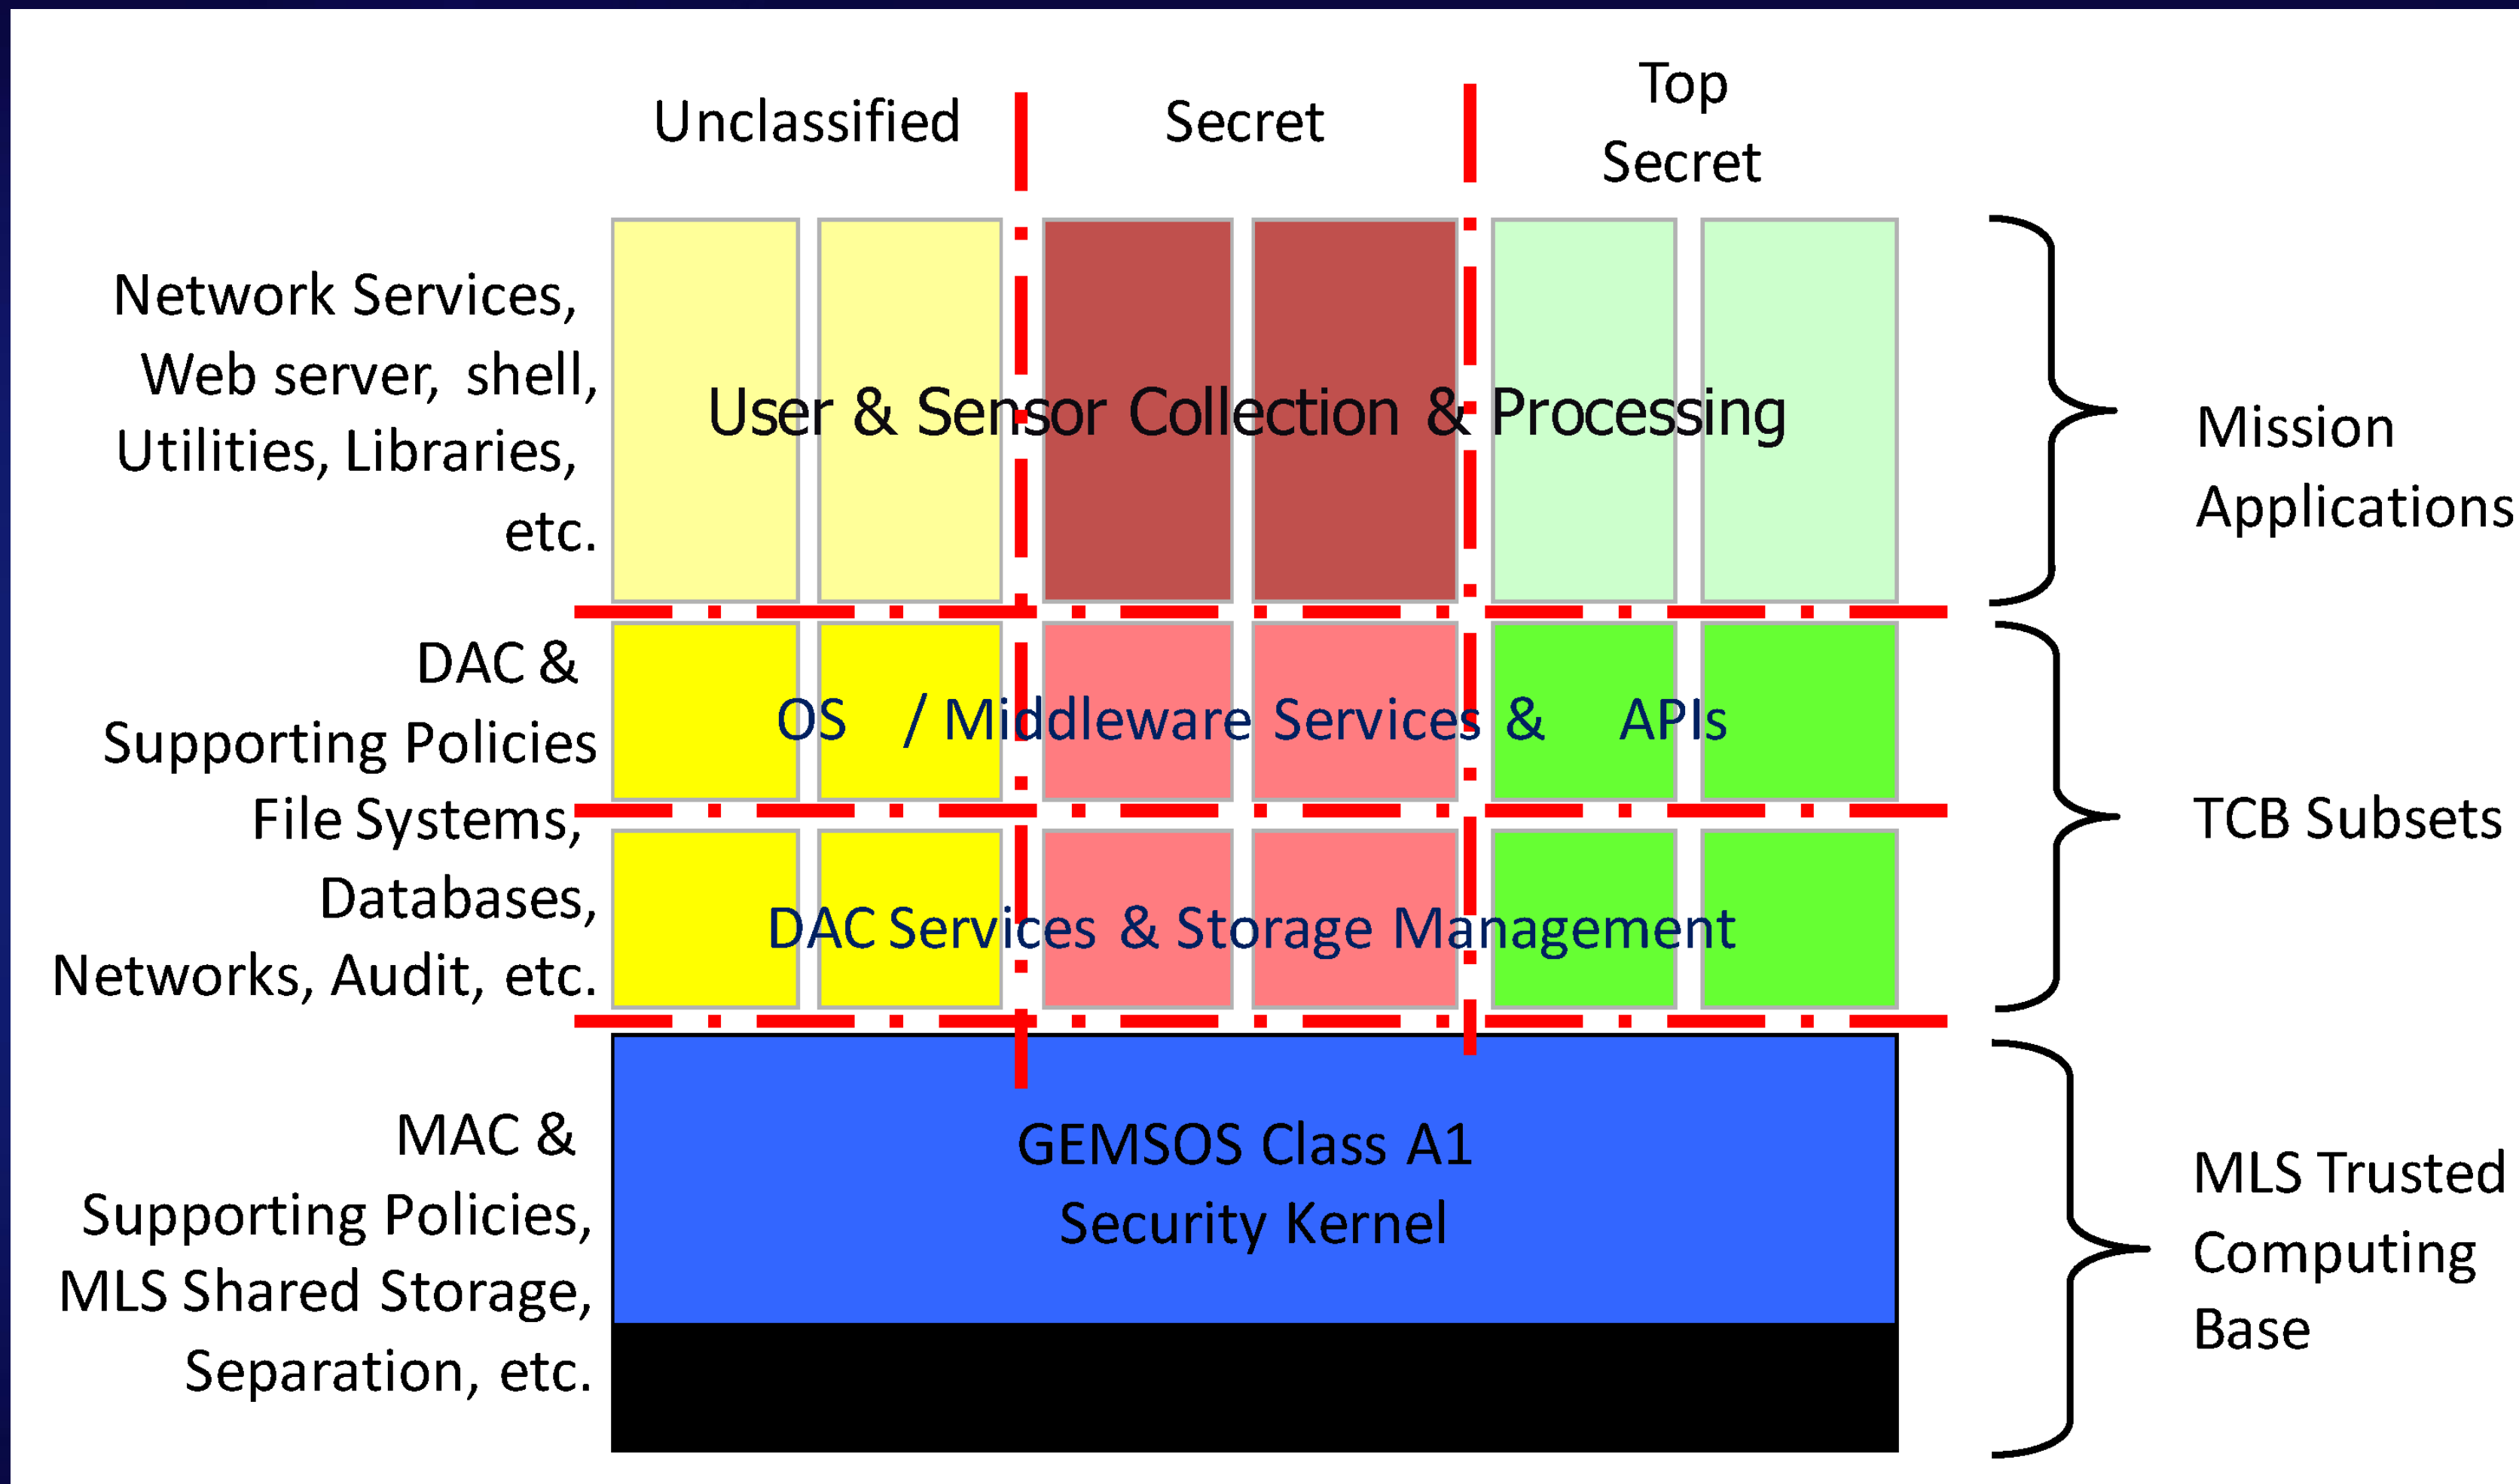 Unclassified
Secret
Top
Secret
Network Services,
Web server, shell,
Utilities, Libraries,
etc.
User & Sensor Collection & Processing
Mission
Applications
DAC &
Supporting Policies
File Systems,
Databases,
Networks, Audit, etc.
OS / Middleware Services & APIs
DAC Services & Storage Management
TCB Subsets
MAC &
Supporting Policies,
MLS Shared Storage,
Separation, etc.
GEMSOS Class A1
Security Kernel
MLS Trusted
Computing
Base